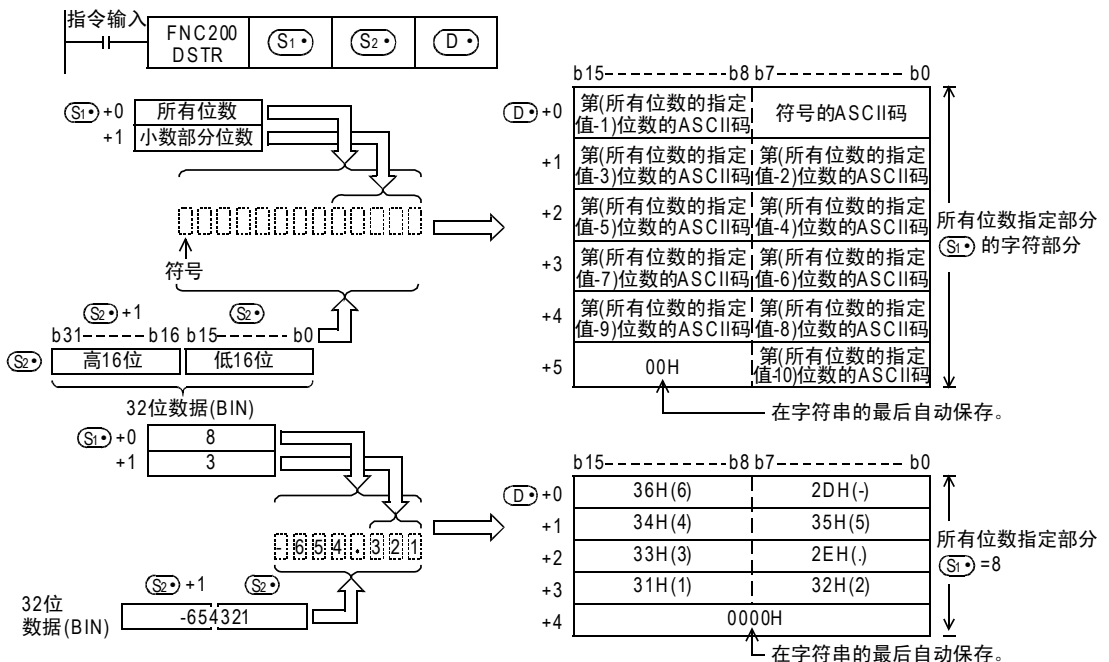 指令输入
FNC200
DSTR
S1•
S2•
D•
S1• +0 所有位数
+1 小数部分位数
符号
S2• +1
S2•
b31------b16 b15------b0
S2• 高16位 低16位
32位数据(BIN)
b15------------b8 b7------------b0
D• +0 第(所有位数的指定值-1)位数的ASCII码 符号的ASCII码
+1 第(所有位数的指定值-3)位数的ASCII码 第(所有位数的指定值-2)位数的ASCII码
+2 第(所有位数的指定值-5)位数的ASCII码 第(所有位数的指定值-4)位数的ASCII码
+3 第(所有位数的指定值-7)位数的ASCII码 第(所有位数的指定值-6)位数的ASCII码
+4 第(所有位数的指定值-9)位数的ASCII码 第(所有位数的指定值-8)位数的ASCII码
+5 00H 第(所有位数的指定值-10)位数的ASCII码
所有位数指定部分
S1• 的字符部分
在字符串的最后自动保存。
S1• +0 8
+1 3
-654.321
S2• +1
S2•
32位
数据(BIN)
-654321
b15------------b8 b7------------b0
D• +0 36H(6) 2DH(-)
+1 34H(4) 35H(5)
+2 33H(3) 2EH(.)
+3 31H(1) 32H(2)
+4 0000H
所有位数指定部分
S1• =8
在字符串的最后自动保存。